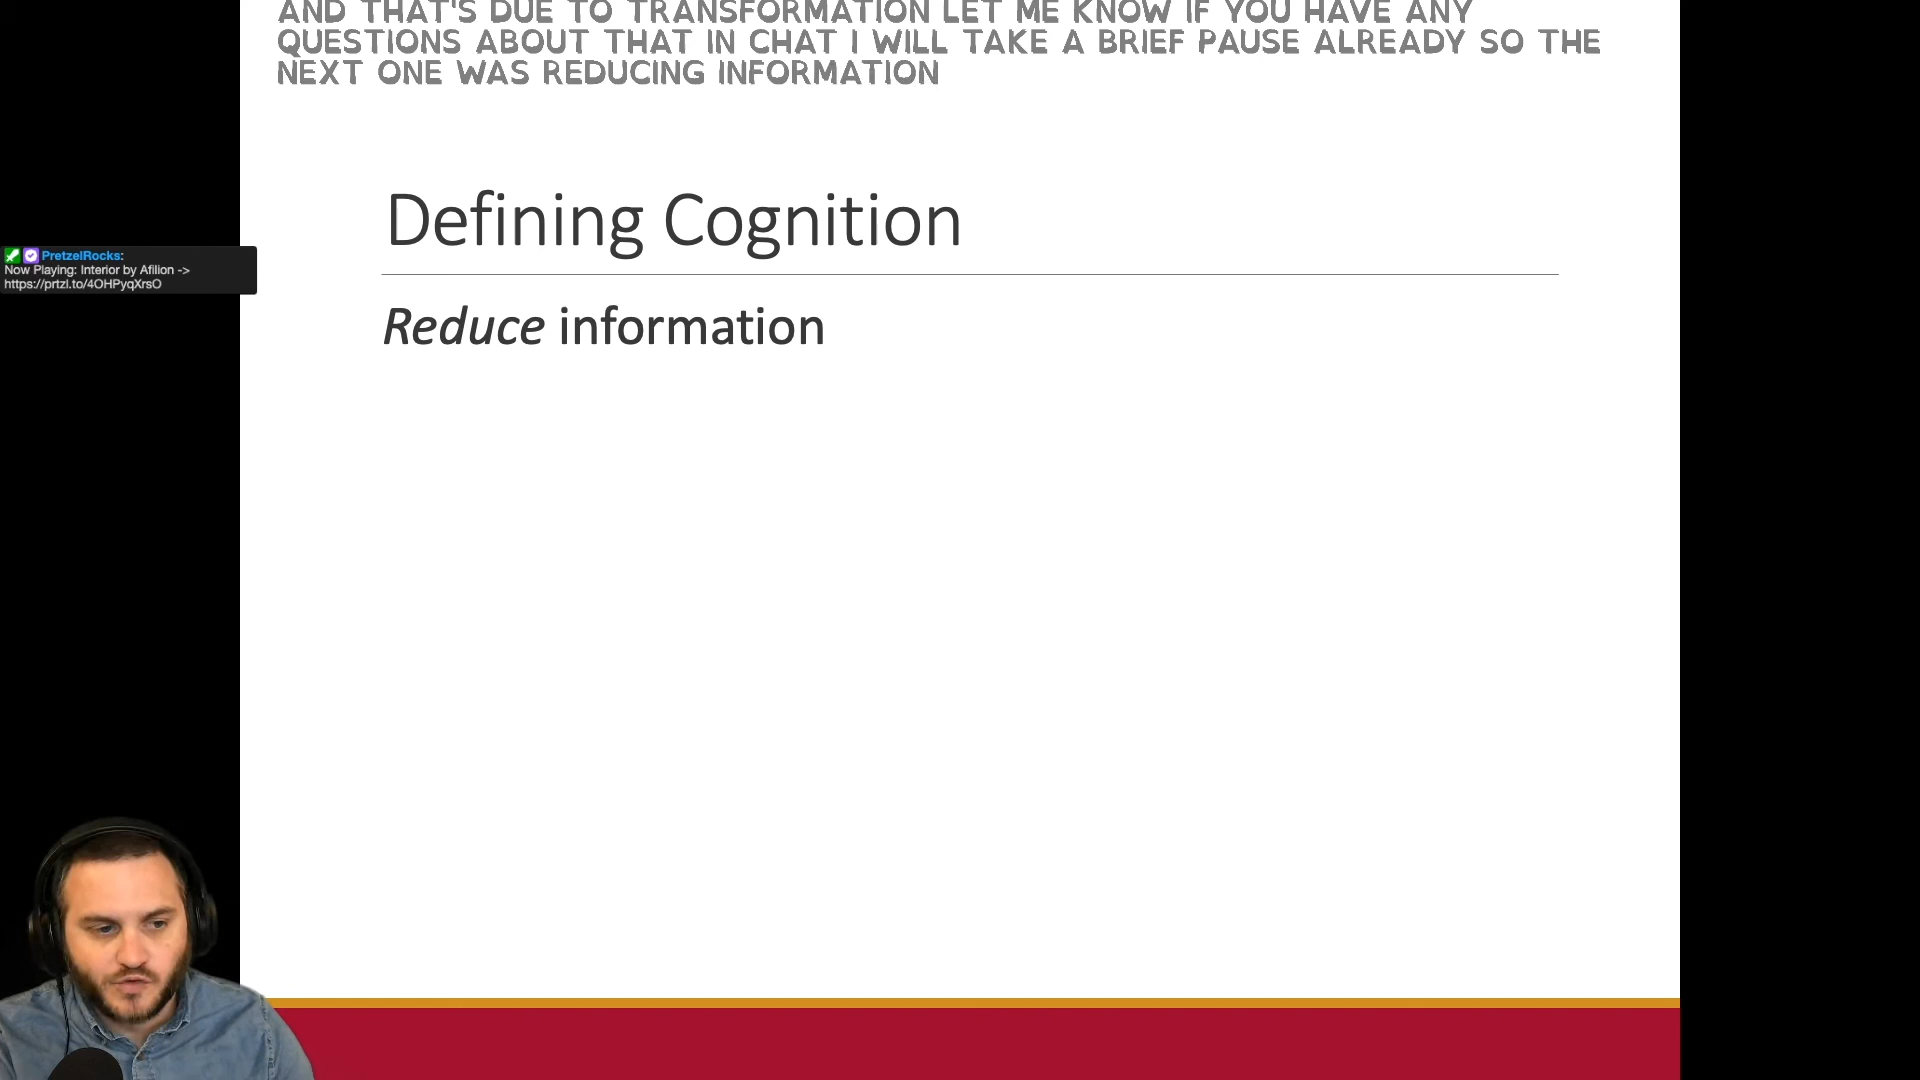 AND THAT'S DUE TO TRANSFORMATION LET ME KNOW IF YOU HAVE ANY
QUESTIONS ABOUT THAT IN CHAT I WILL TAKE A BRIEF PAUSE ALREADY SO THE
NEXT ONE WAS REDUCING INFORMATION
Defining Cognition
PretzelRocks:
Now Playing: Interior by Afilion ->
https://prtzl.to/4OHPyqXrsO
Reduce information